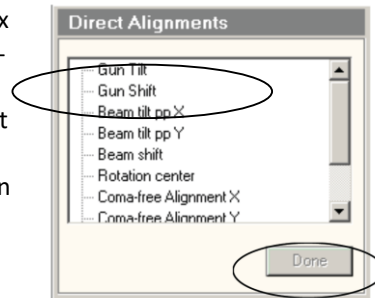 x
Direct Alignments
-
Gun Tilt
Gun Shift
t
Beam tilt pp X
Beam tilt pp Y
Beam shift
n
Rotation center
Coma-free Alignment X
Coma-free Alignment Y
Done